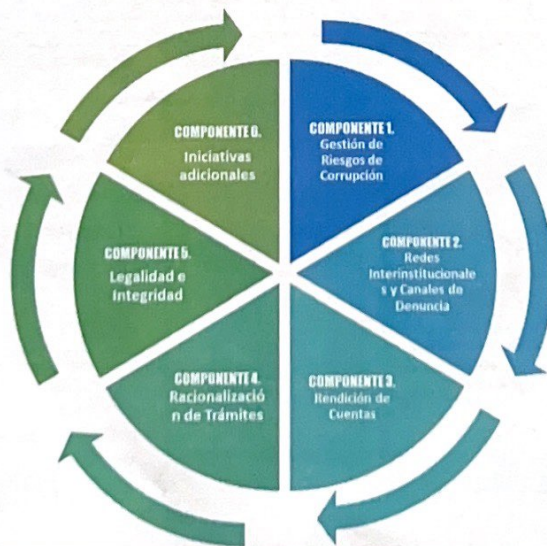 COMPONENTE 1.
Gestión de
Riesgos de
Corrupción
COMPONENTE 2.
Redes
Interinstitucionale
s y Canales de
Denuncia
COMPONENTE 3.
Rendición de
Cuentas
COMPONENTE 4.
Racionalizació
n de Trámites
COMPONENTE 5.
Legalidad e
Integridad
COMPONENTE 6.
Iniciativas
adicionales